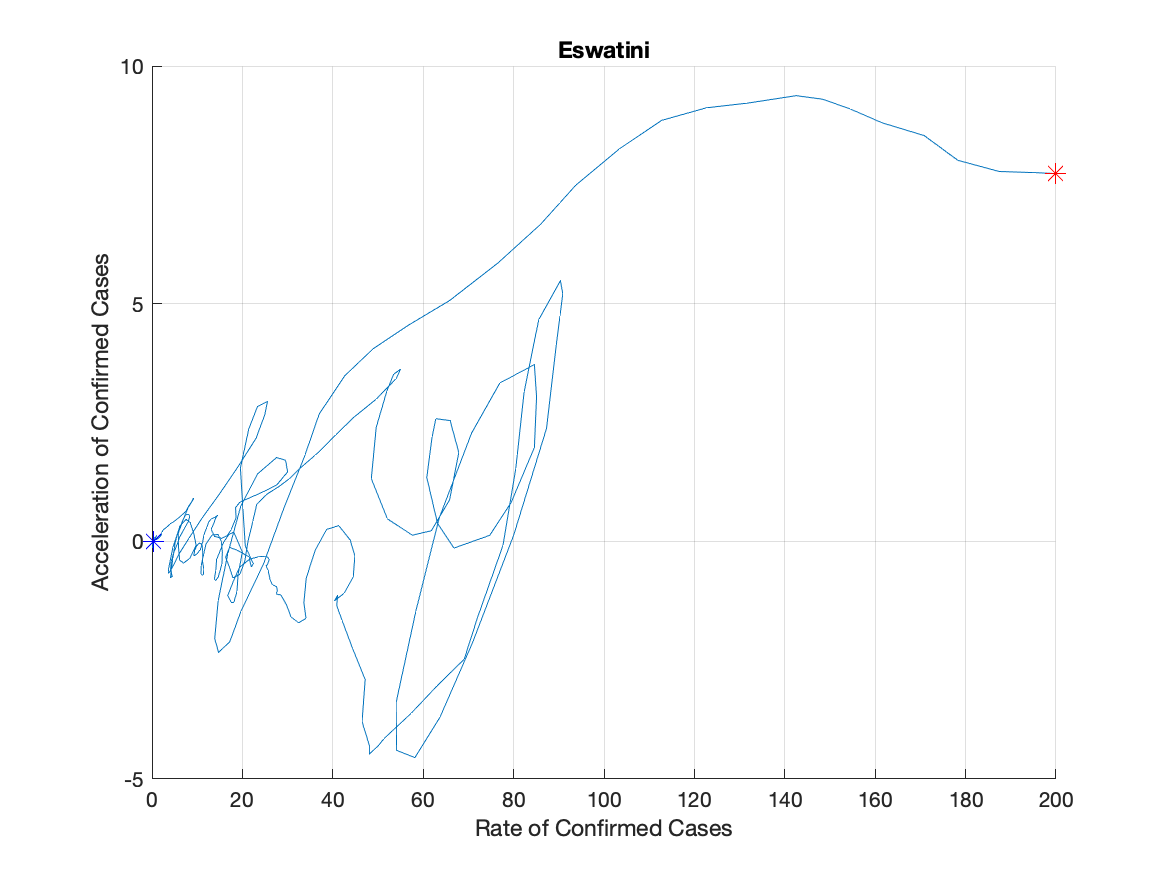 Eswatini
10
5
0
-5
Acceleration of Confirmed Cases
0 20 40 60 80 100 120 140 160 180 200
Rate of Confirmed Cases